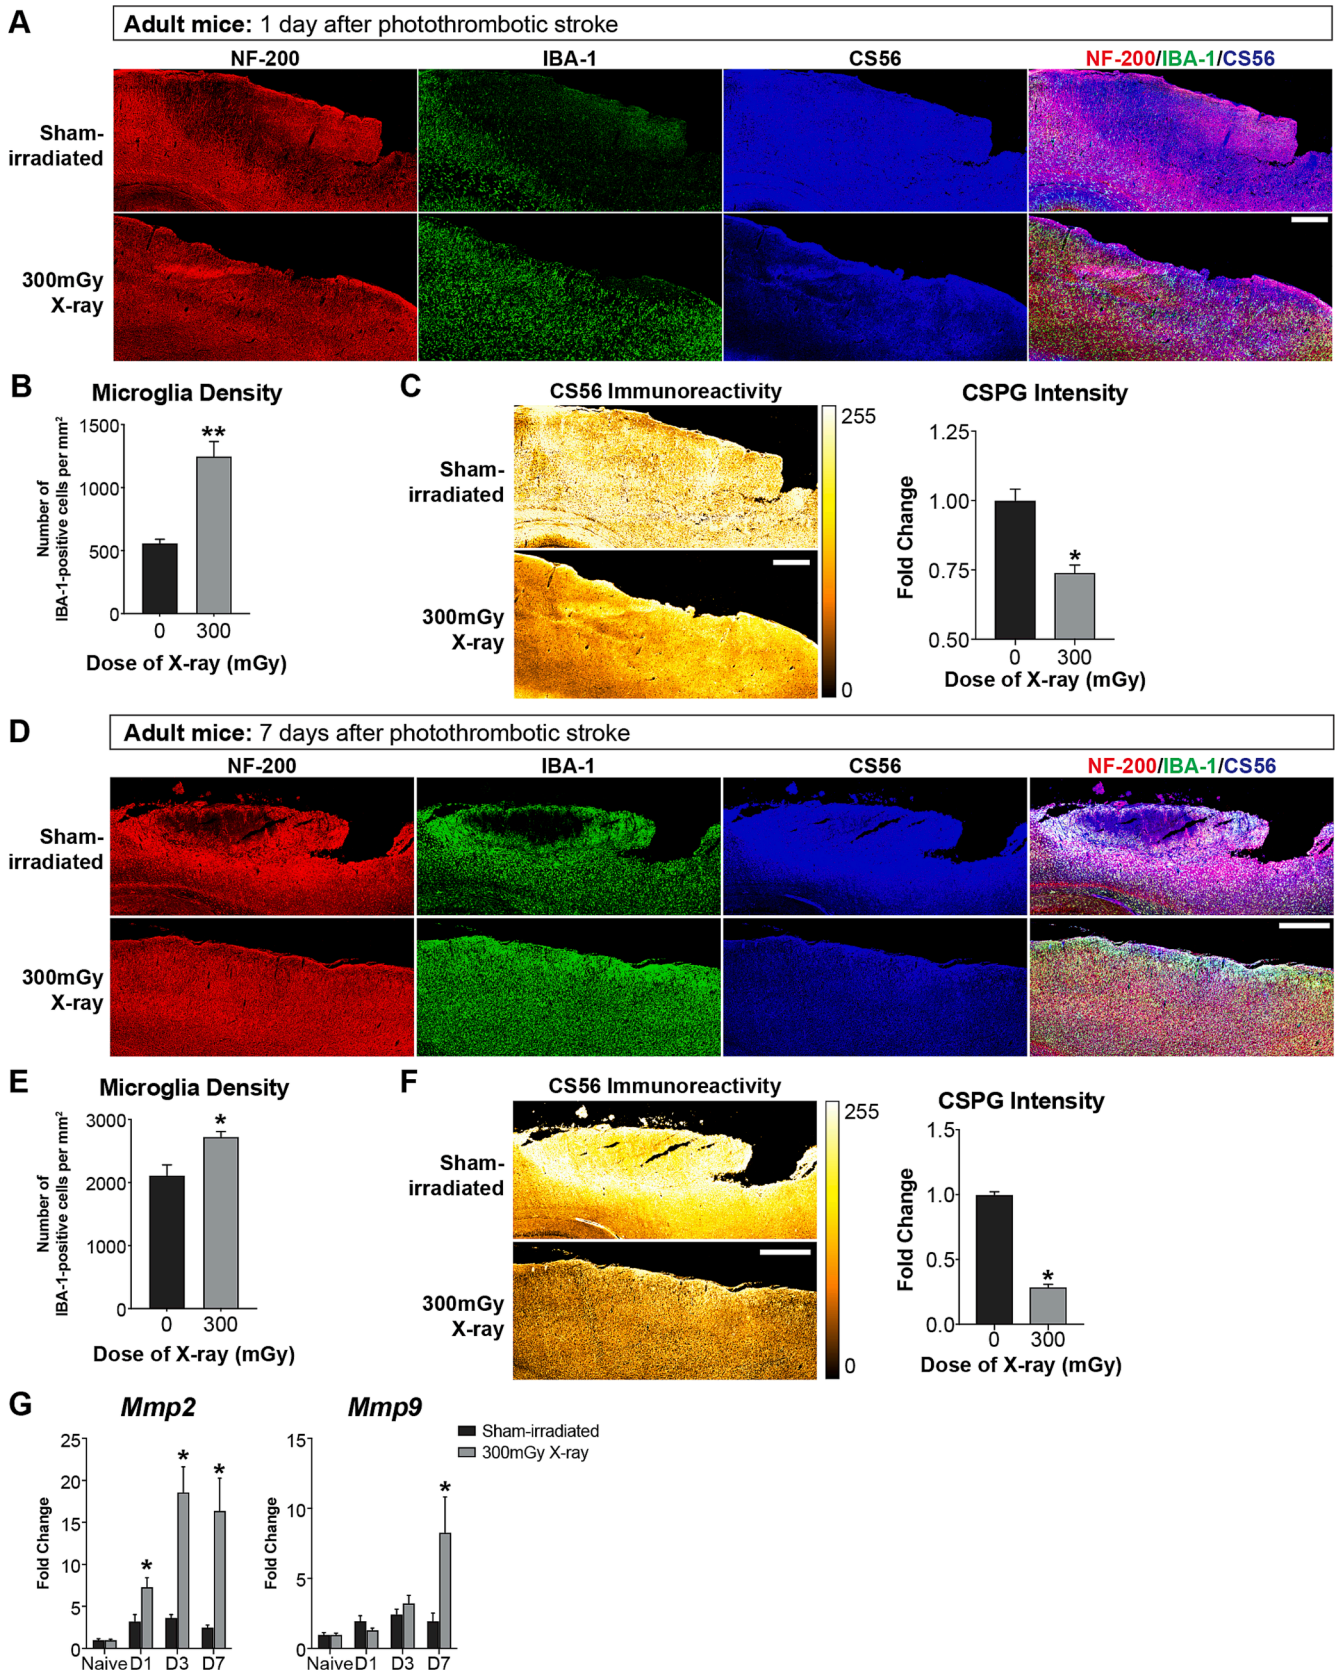 A
Adult mice: 1 day after photothrombotic stroke
NF-200 IBA-1 CS56 NF-200/IBA-1/CS56
Sham-
irradiated
300mGy
X-ray
B
Microglia Density
Number of
IBA-1-positive cells per mm²
1500
1000
500
0
**
0 300
Dose of X-ray (mGy)
C
CS56 Immunoreactivity
Sham-
irradiated
300mGy
X-ray
255
0
CSPG Intensity
Fold Change
1.25
1.00
0.75
0.50
*
0 300
Dose of X-ray (mGy)
D
Adult mice: 7 days after photothrombotic stroke
NF-200 IBA-1 CS56 NF-200/IBA-1/CS56
Sham-
irradiated
300mGy
X-ray
E
Microglia Density
Number of
IBA-1-positive cells per mm²
3000
2000
1000
0
*
0 300
Dose of X-ray (mGy)
F
CS56 Immunoreactivity
Sham-
irradiated
300mGy
X-ray
255
0
CSPG Intensity
Fold Change
1.5
1.0
0.5
0.0
*
0 300
Dose of X-ray (mGy)
G
Mmp2
Fold Change
25
20
15
10
5
0
* * *
Naive D1 D3 D7
Mmp9
Fold Change
15
10
5
0
*
Naive D1 D3 D7
Sham-irradiated
300mGy X-ray